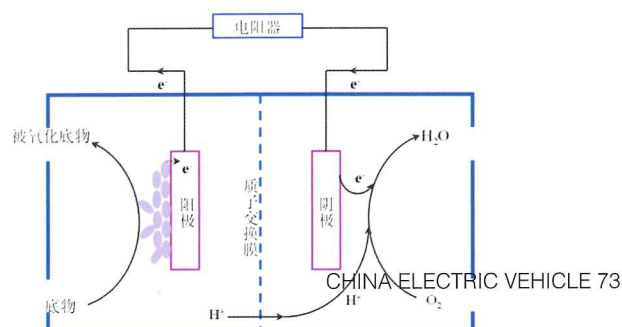 电阻器
e⁻
e⁻
被氧化底物
H₂O
e⁻
e⁻
阳极
质子交换膜
阴极
CHINA ELECTRIC VEHICLE 73
底物
H⁺
H⁺
O₂